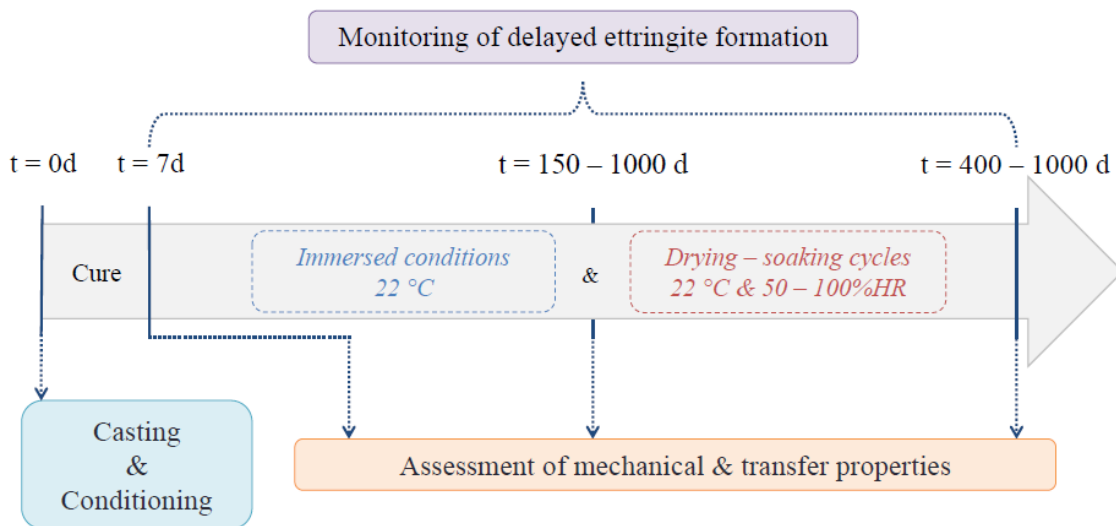 Monitoring of delayed ettringite formation
t = 0d
t = 7d
t = 150 – 1000 d
t = 400 – 1000 d
Cure
Immersed conditions
22 °C
&
Drying – soaking cycles
22 °C & 50 – 100%HR
Casting
&
Conditioning
Assessment of mechanical & transfer properties